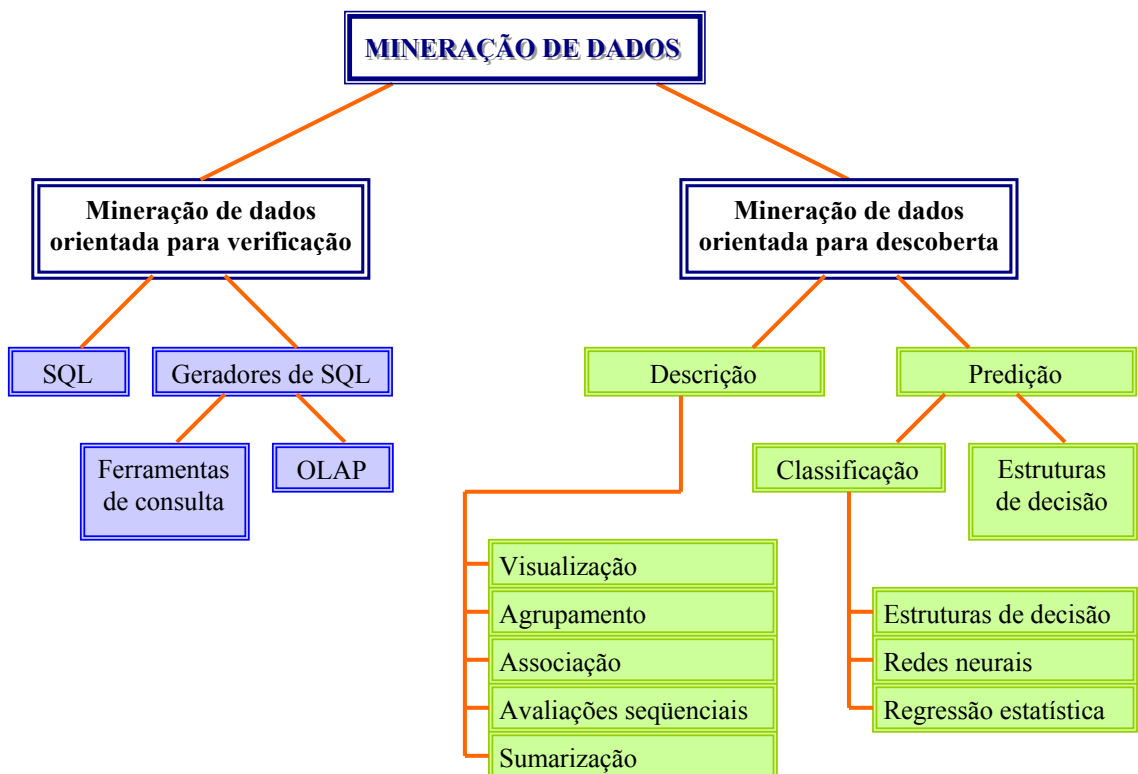 MINERAÇÃO DE DADOS
Mineração de dados
orientada para verificação
Mineração de dados
orientada para descoberta
SQL
Geradores de SQL
Descrição
Predição
Ferramentas
de consulta
OLAP
Classificação
Estruturas
de decisão
Visualização
Agrupamento
Associação
Avaliações seqüenciais
Sumarização
Estruturas de decisão
Redes neurais
Regressão estatística